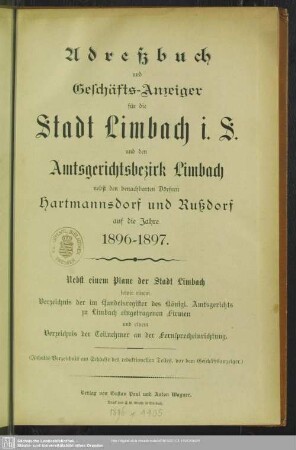 Adreßbuch
und
Geschäfts-Anzeiger
für die
Stadt Limbach i. S.
und den
Amtsgerichtsbezirk Limbach
nebst den benachbarten Dörfern
Hartmannsdorf und Rußdorf
auf die Jahre
1896-1897.
Nebst einem Plane der Stadt Limbach
sowie einem
Verzeichnis der im Handelsregister des Königl. Amtsgerichts
zu Limbach eingetragenen Firmen
und einem
Verzeichnis der Teilnehmer an der Fernsprecheinrichtung.
Verlag von Gustav Paul und Anton Wagner.